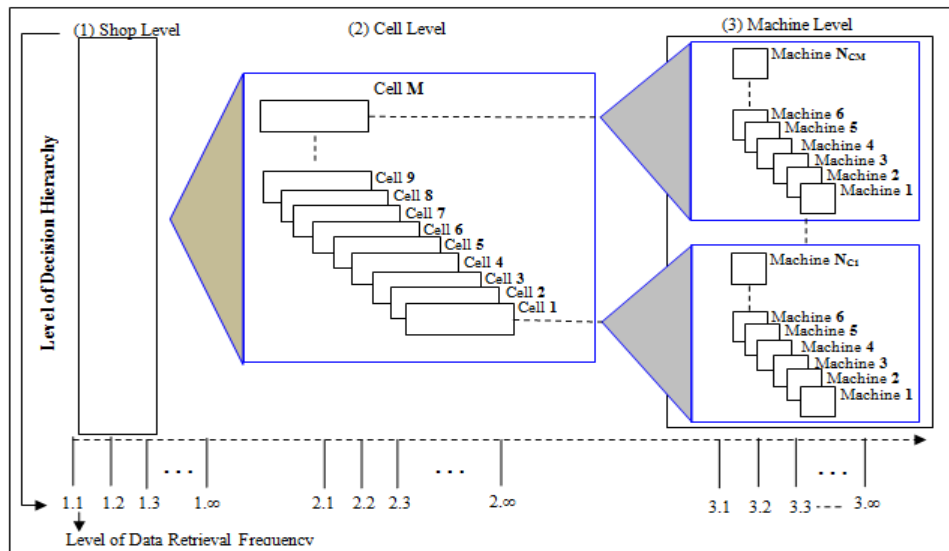 (1) Shop Level
(2) Cell Level
(3) Machine Level
Level of Decision Hierarchy
Cell M
Cell 9
Cell 8
Cell 7
Cell 6
Cell 5
Cell 4
Cell 3
Cell 2
Cell 1
Machine NCM
Machine 6
Machine 5
Machine 4
Machine 3
Machine 2
Machine 1
Machine NC1
Machine 6
Machine 5
Machine 4
Machine 3
Machine 2
Machine 1
. . .
. . .
. . .
1.1 1.2 1.3 1.∞ 2.1 2.2 2.3 2.∞ 3.1 3.2 3.3 ---- 3.∞
Level of Data Retrieval Frequency